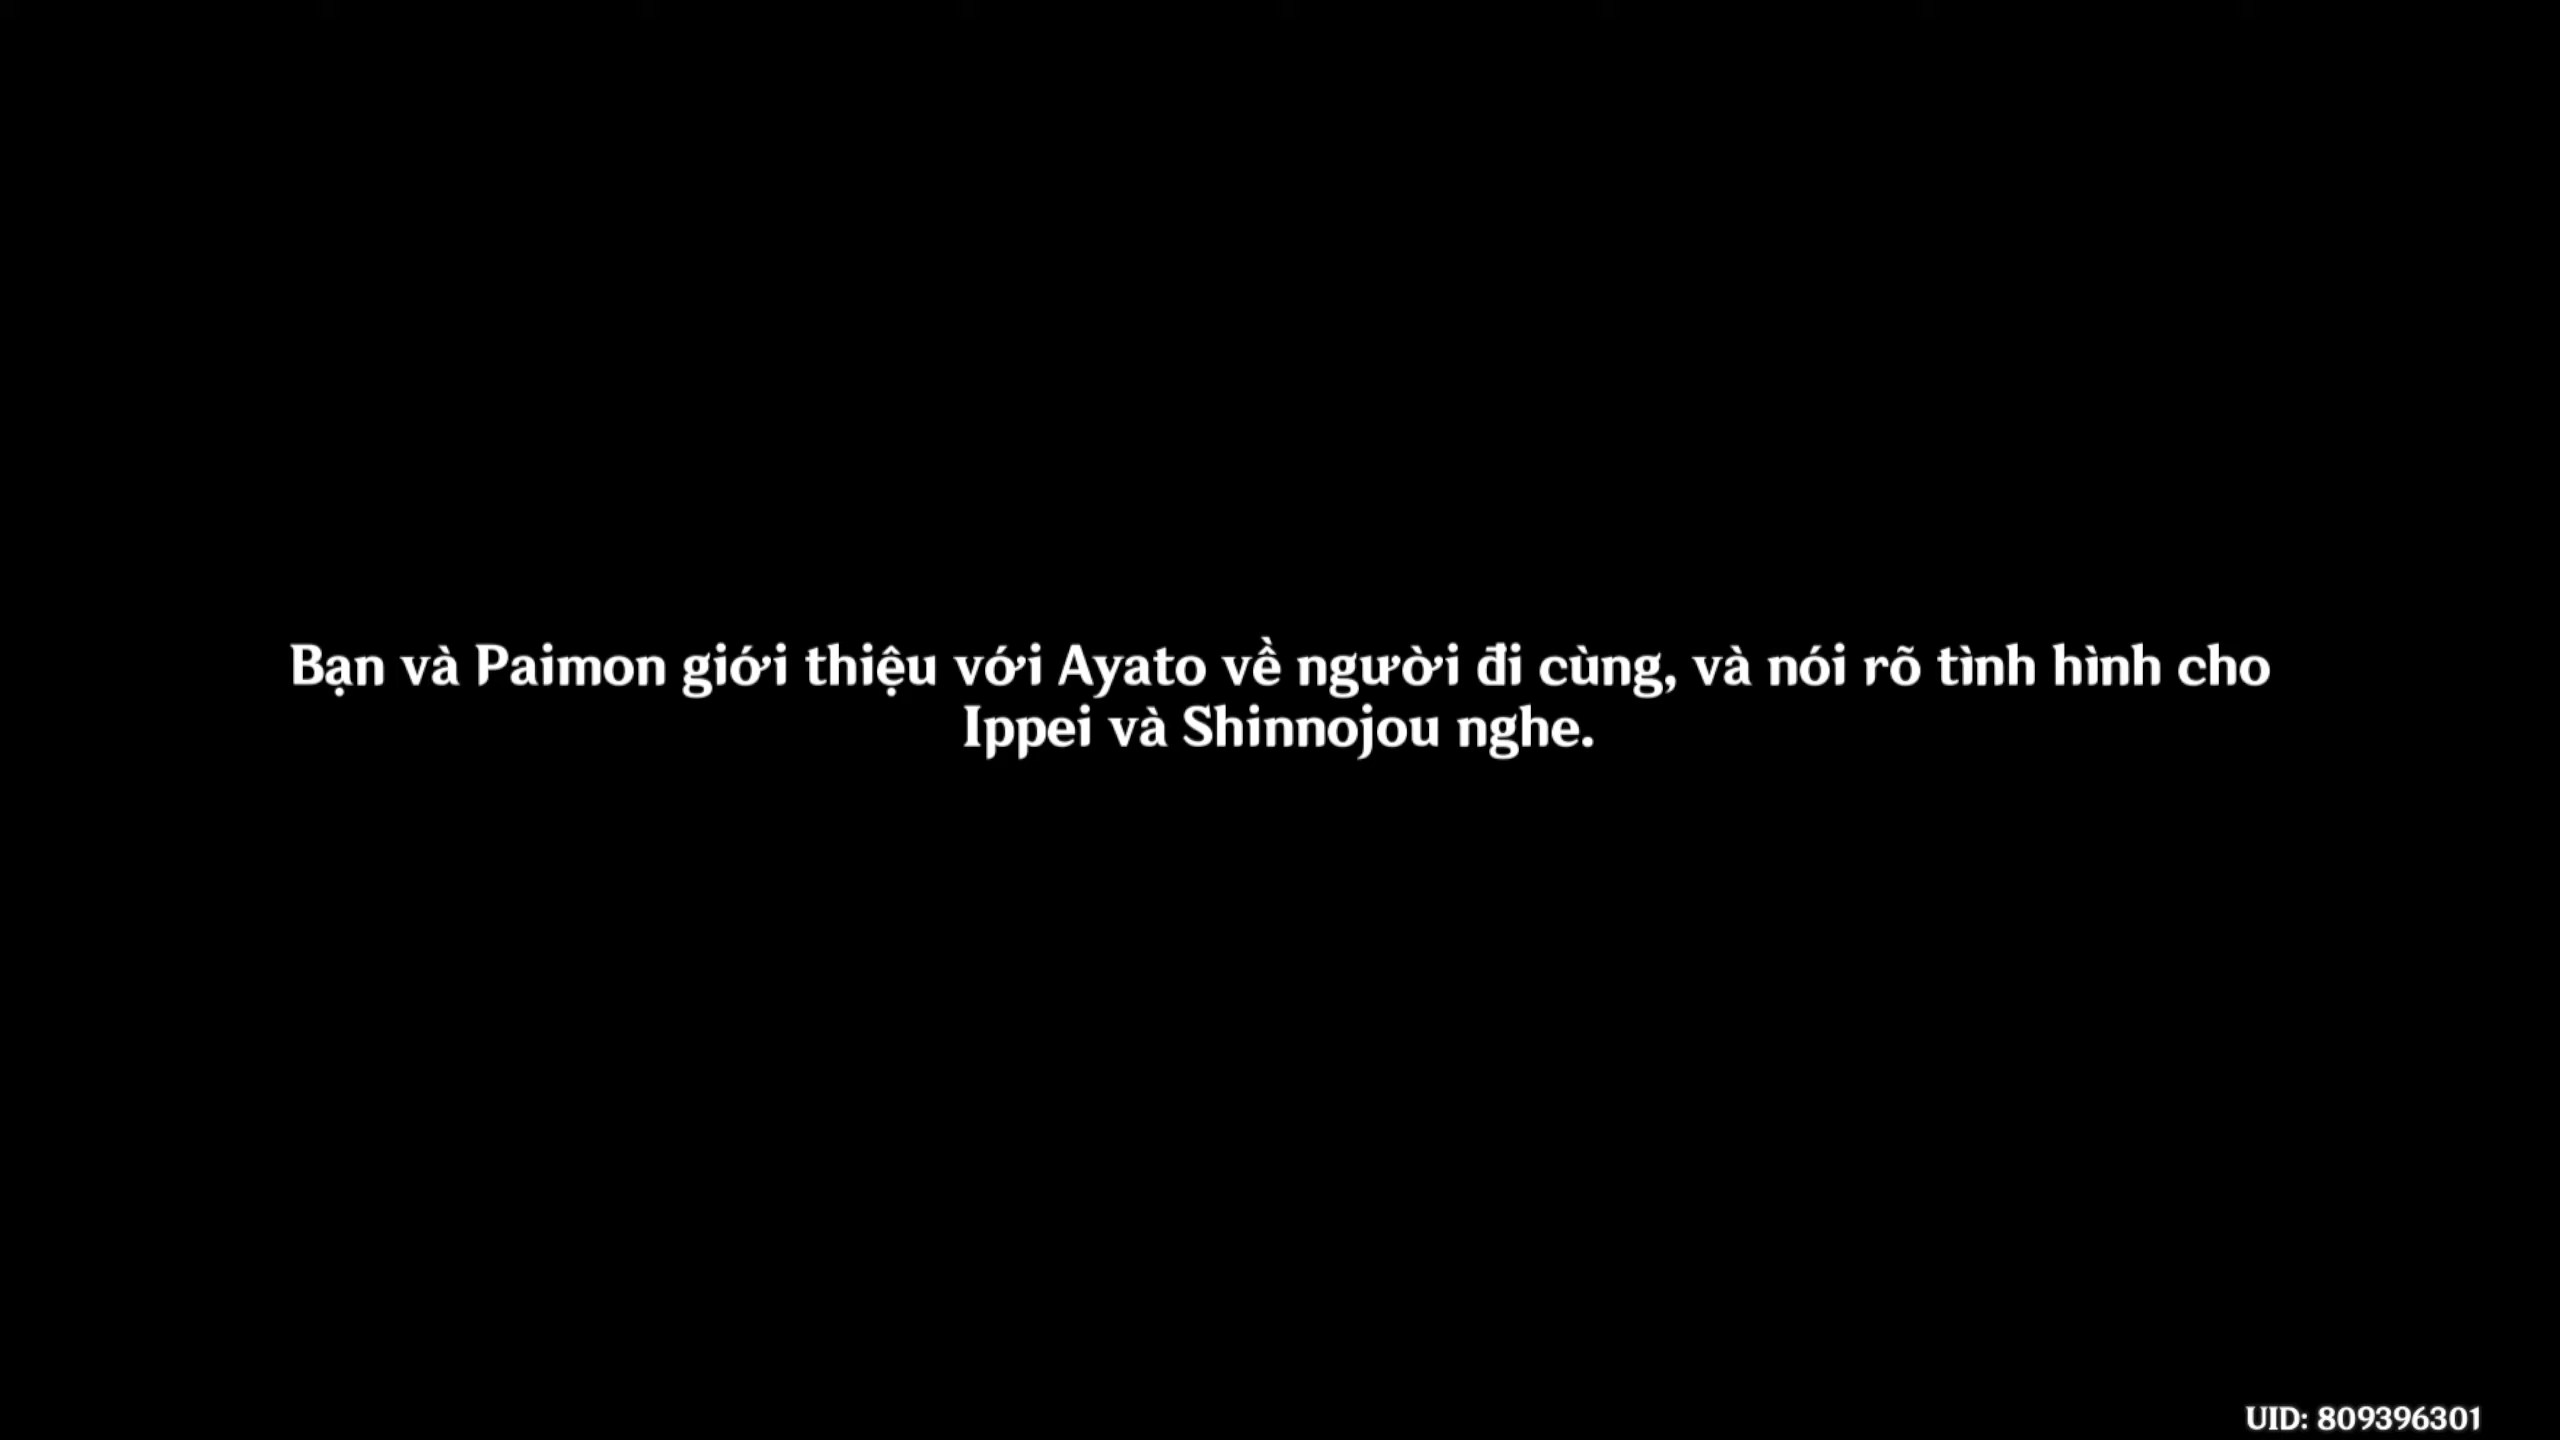 Bạn và Paimon giới thiệu với Ayato về người đi cùng, và nói rõ tình hình cho
Ippei và Shinnojou nghe.
UID: 809396301